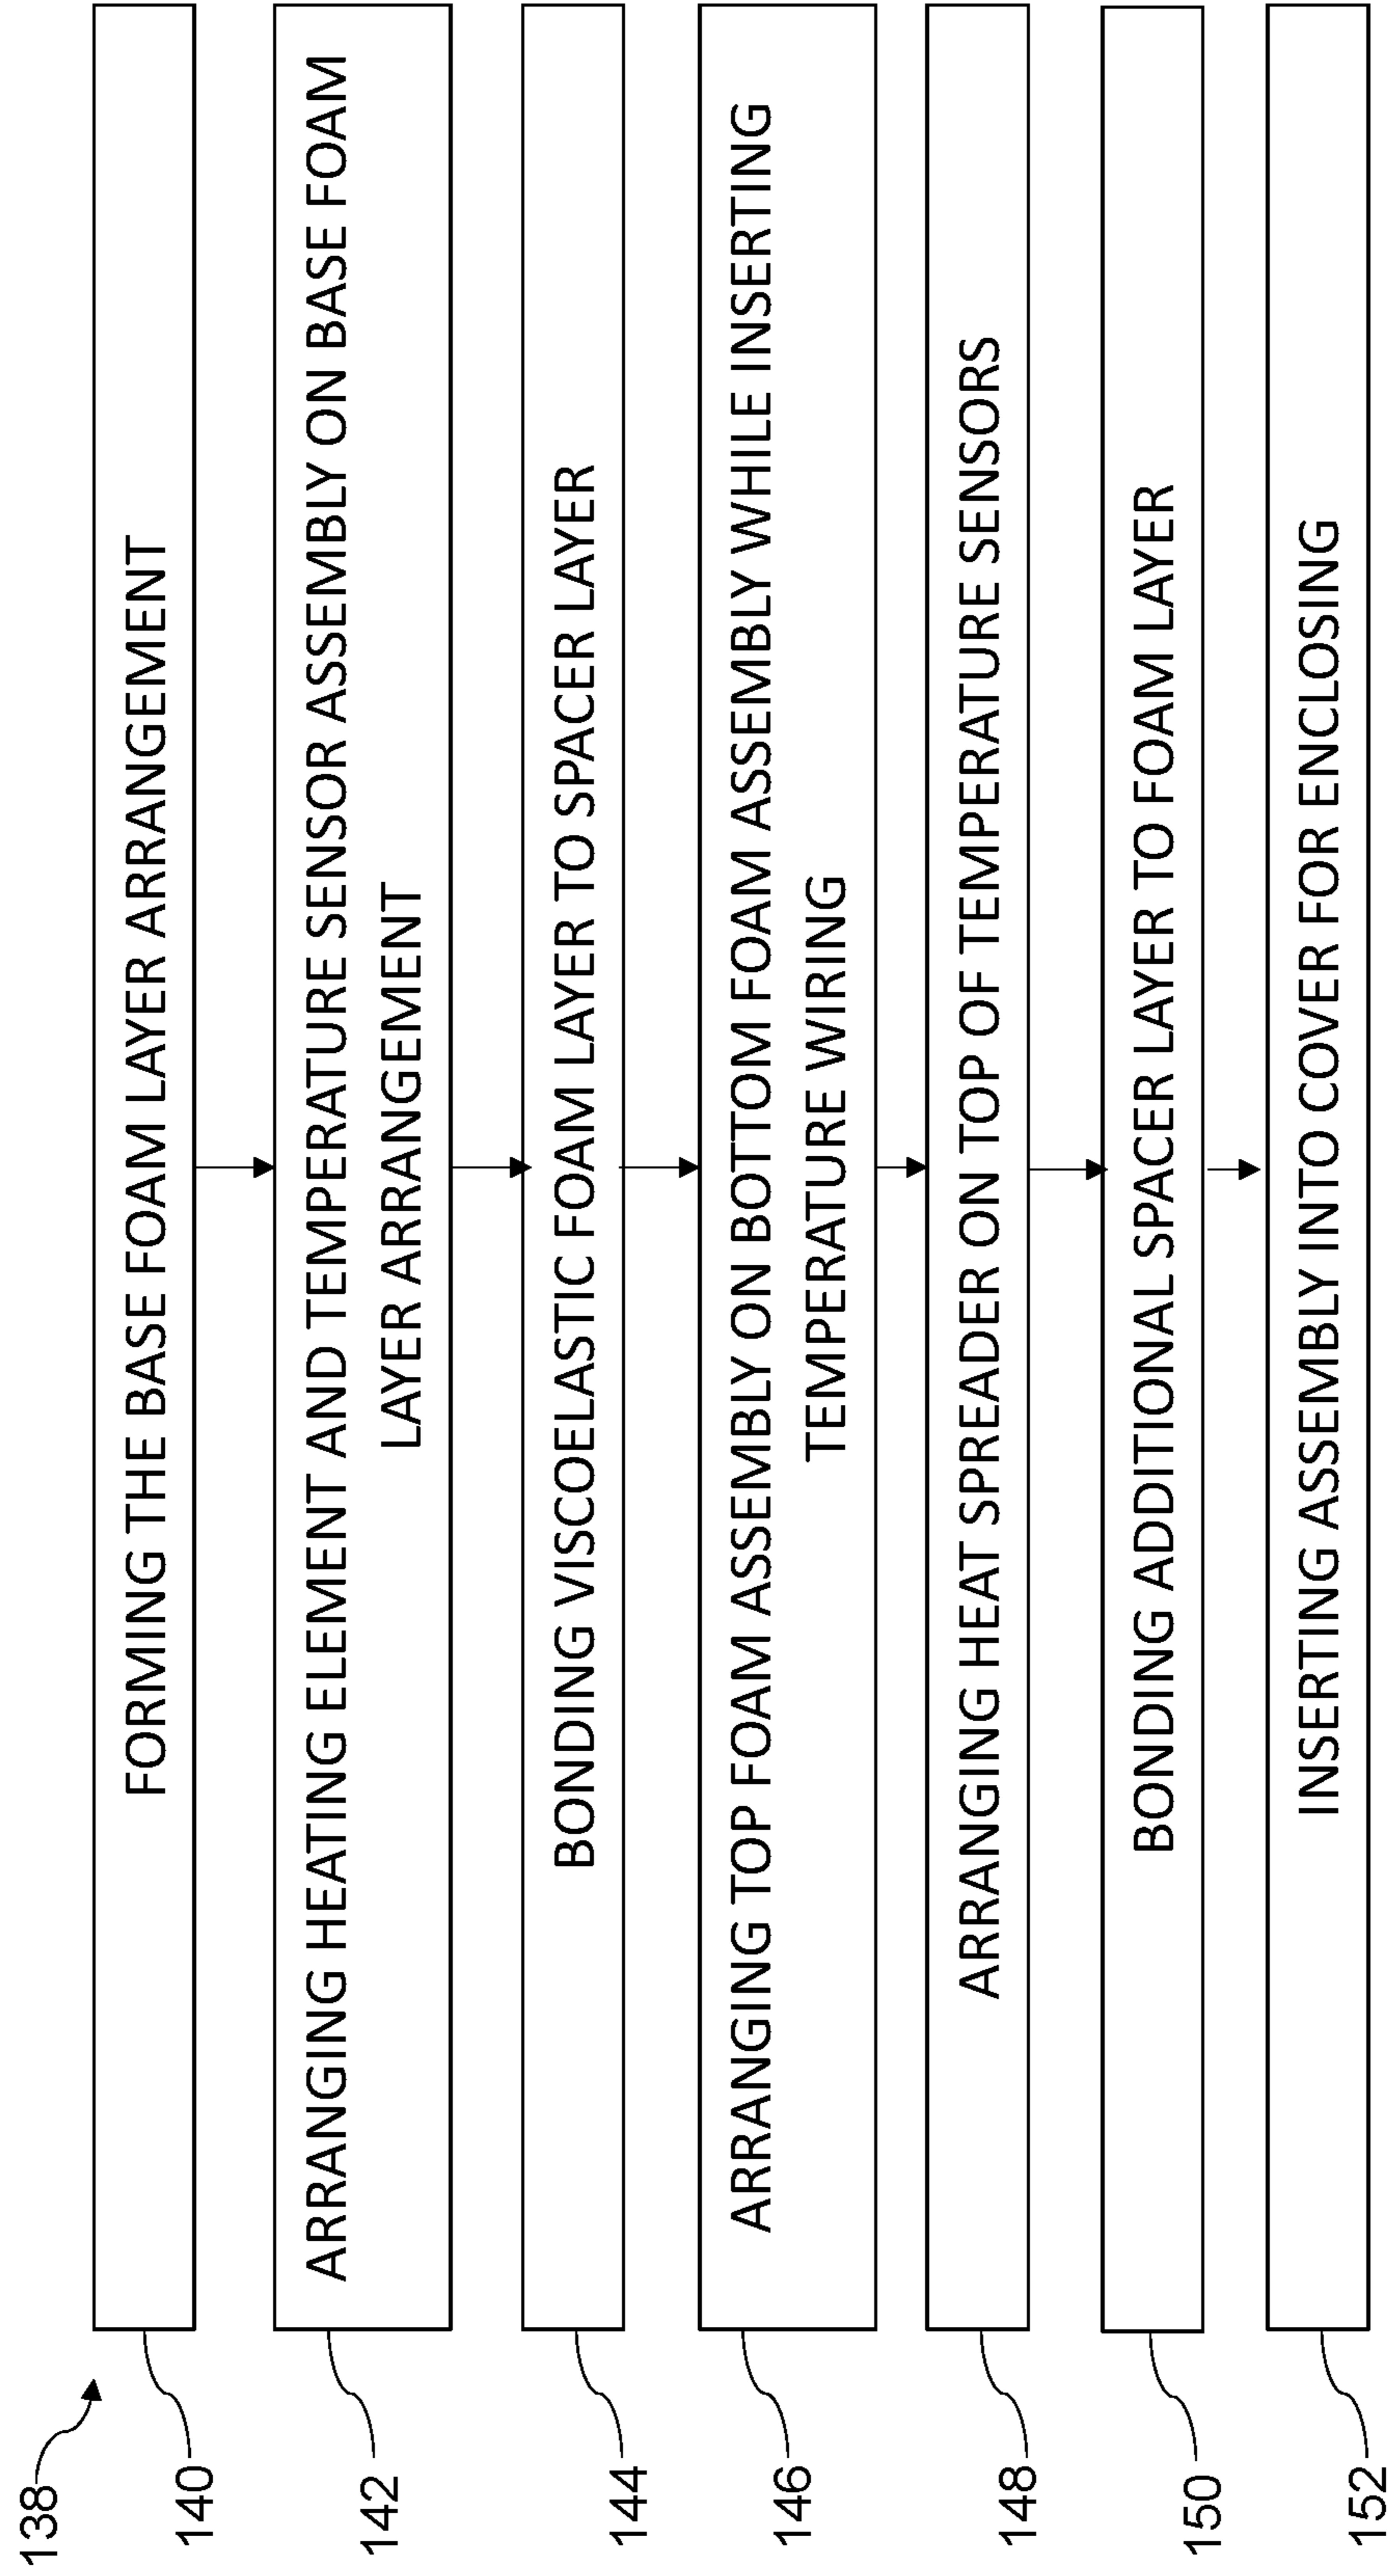 138
140
FORMING THE BASE FOAM LAYER ARRANGEMENT
142
ARRANGING HEATING ELEMENT AND TEMPERATURE SENSOR ASSEMBLY ON BASE FOAM
LAYER ARRANGEMENT
144
BONDING VISCOELASTIC FOAM LAYER TO SPACER LAYER
146
ARRANGING TOP FOAM ASSEMBLY ON BOTTOM FOAM ASSEMBLY WHILE INSERTING
TEMPERATURE WIRING
148
ARRANGING HEAT SPREADER ON TOP OF TEMPERATURE SENSORS
150
BONDING ADDITIONAL SPACER LAYER TO FOAM LAYER
152
INSERTING ASSEMBLY INTO COVER FOR ENCLOSING